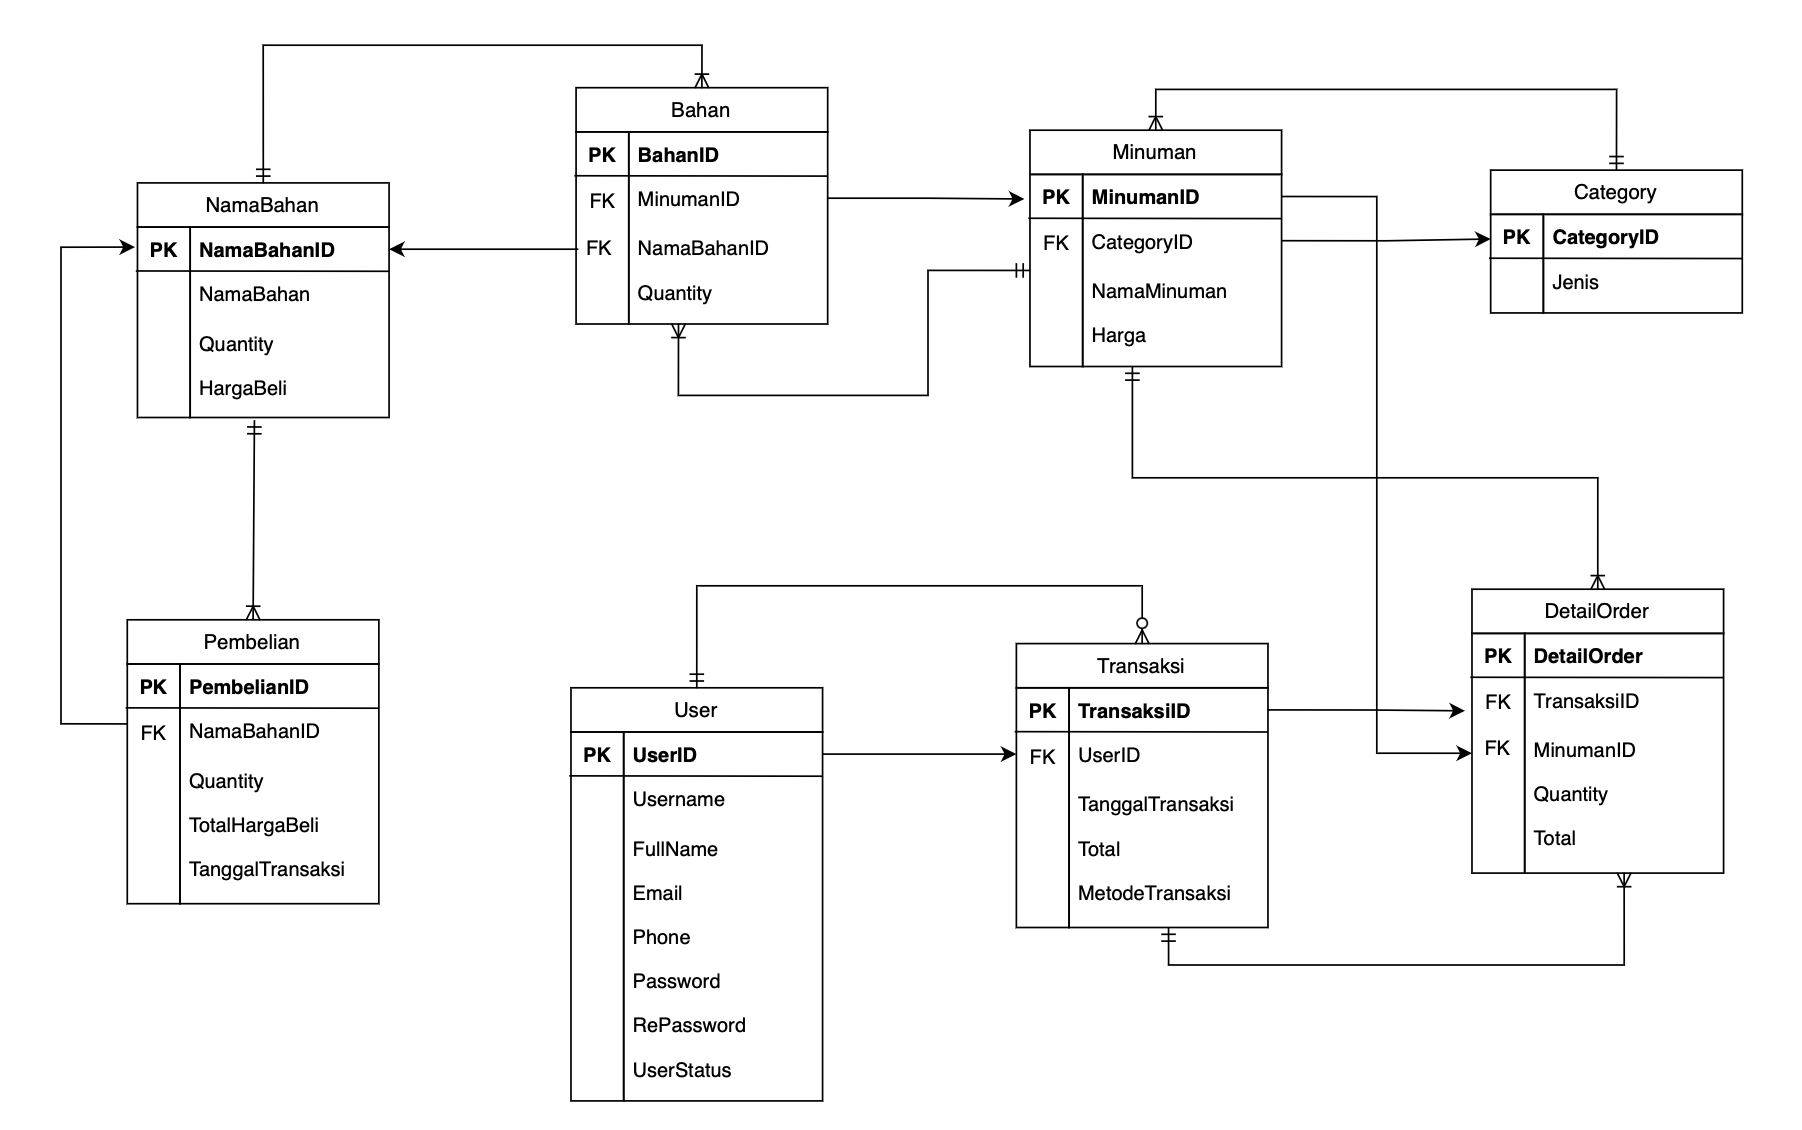 Bahan
PK BahanID
FK MinumanID
FK NamaBahanID
Quantity
Minuman
PK MinumanID
FK CategoryID
NamaMinuman
Harga
Category
PK CategoryID
Jenis
NamaBahan
PK NamaBahanID
NamaBahan
Quantity
HargaBeli
Pembelian
PK PembelianID
FK NamaBahanID
Quantity
TotalHargaBeli
TanggalTransaksi
User
PK UserID
Username
FullName
Email
Phone
Password
RePassword
UserStatus
Transaksi
PK TransaksiID
FK UserID
TanggalTransaksi
Total
MetodeTransaksi
DetailOrder
PK DetailOrder
FK TransaksiID
FK MinumanID
Quantity
Total